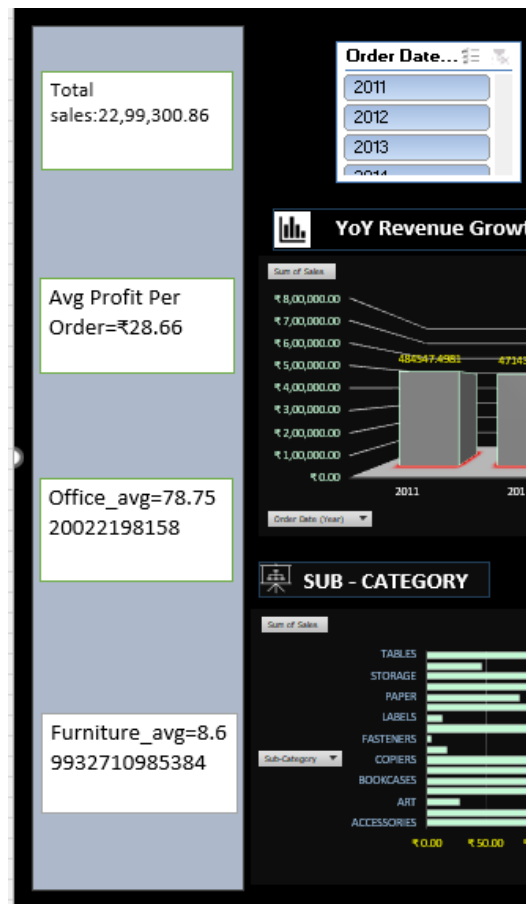 Total
sales:22,99,300.86
Avg Profit Per
Order=₹28.66
Office_avg=78.75
20022198158
Furniture_avg=8.6
9932710985384
Order Date...
2011
2012
2013
2014
YoY Revenue Growt
Sum of Sales
₹8,00,000.00
₹7,00,000.00
₹6,00,000.00
₹5,00,000.00
₹4,00,000.00
₹3,00,000.00
₹2,00,000.00
₹1,00,000.00
₹0.00
484547.4981
4714
2011
201
Order Date (Year)
SUB - CATEGORY
Sum of Sales
TABLES
STORAGE
PAPER
LABELS
FASTENERS
COPIERS
BOOKCASES
ART
ACCESSORIES
Sub-Category
₹0.00 ₹50.00